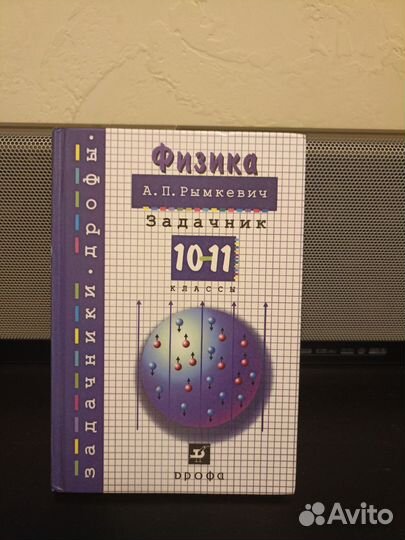 задачники·дрофы·
Физика
А.П.Рымкевич
Задачник
10-11
классы
дрофа
Avito